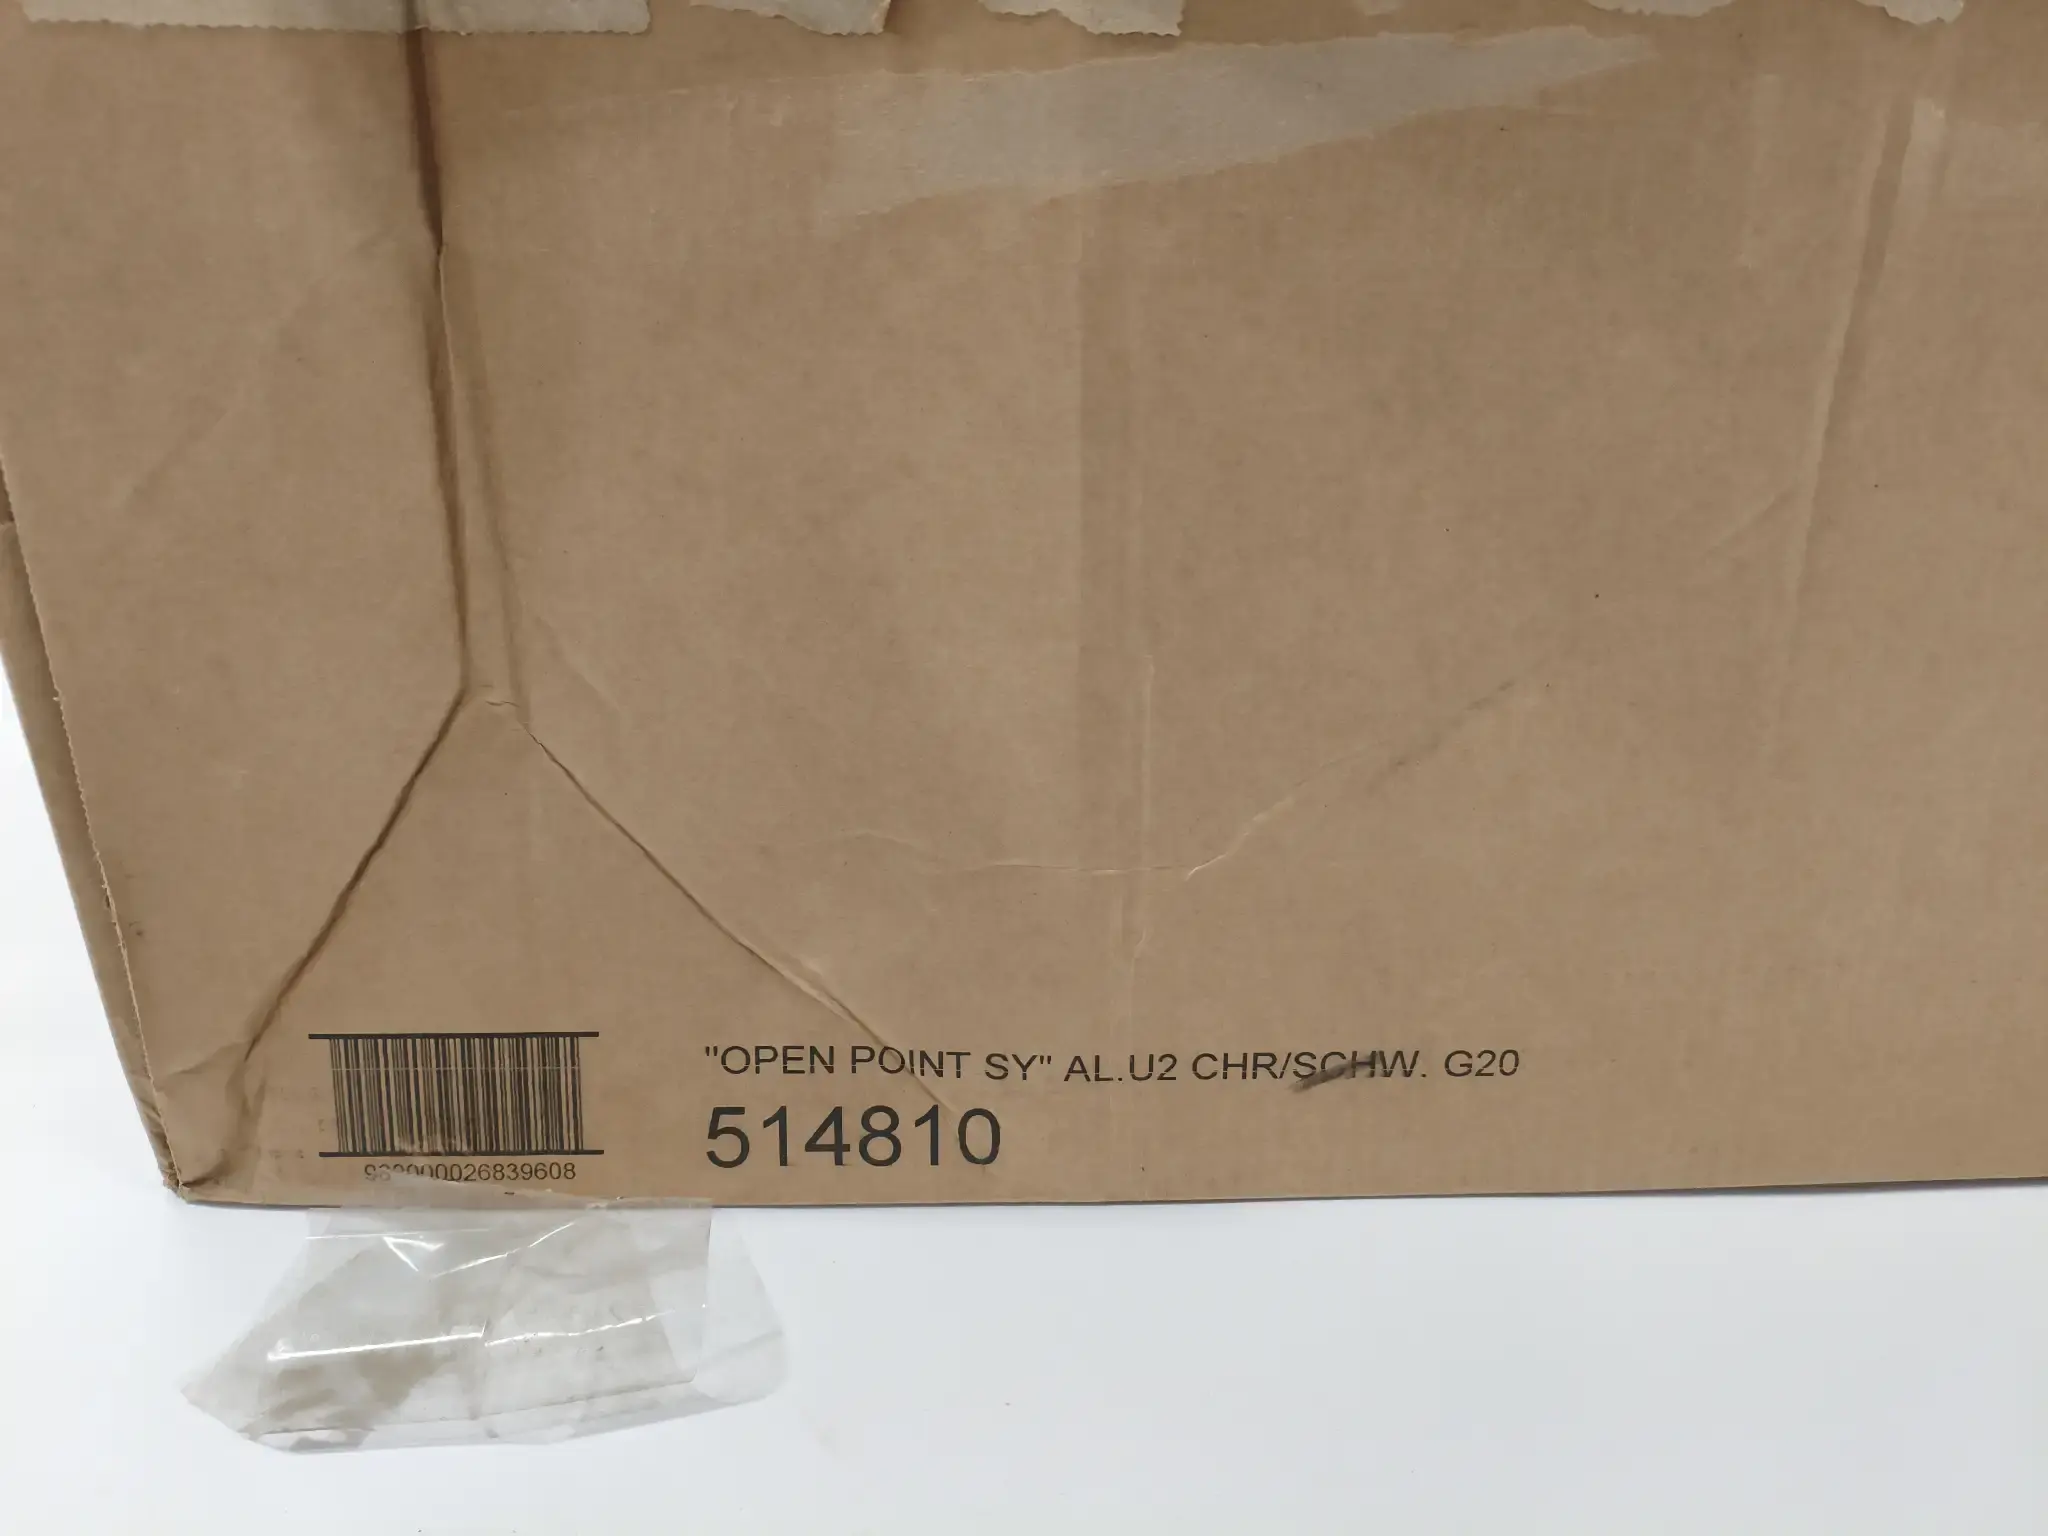 "OPEN POINT SY" AL.U2 CHR/SCHW. G20
514810